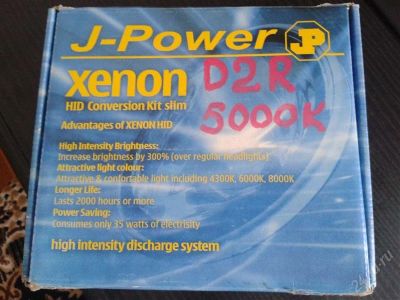 J-Power JP
xenon D2R
HID Conversion Kit slim
5000K
Advantages of XENON HID
High Intensity Brightness:
Increase brightness by 300% (over regular headlights)
Attractive light colour:
Attractive & confortable light including 4300K, 6000K, 8000K
Longer Life:
Lasts 2000 hours or more
Power Saving:
Consumes only 35 watts of electrisity
high intensity discharge system